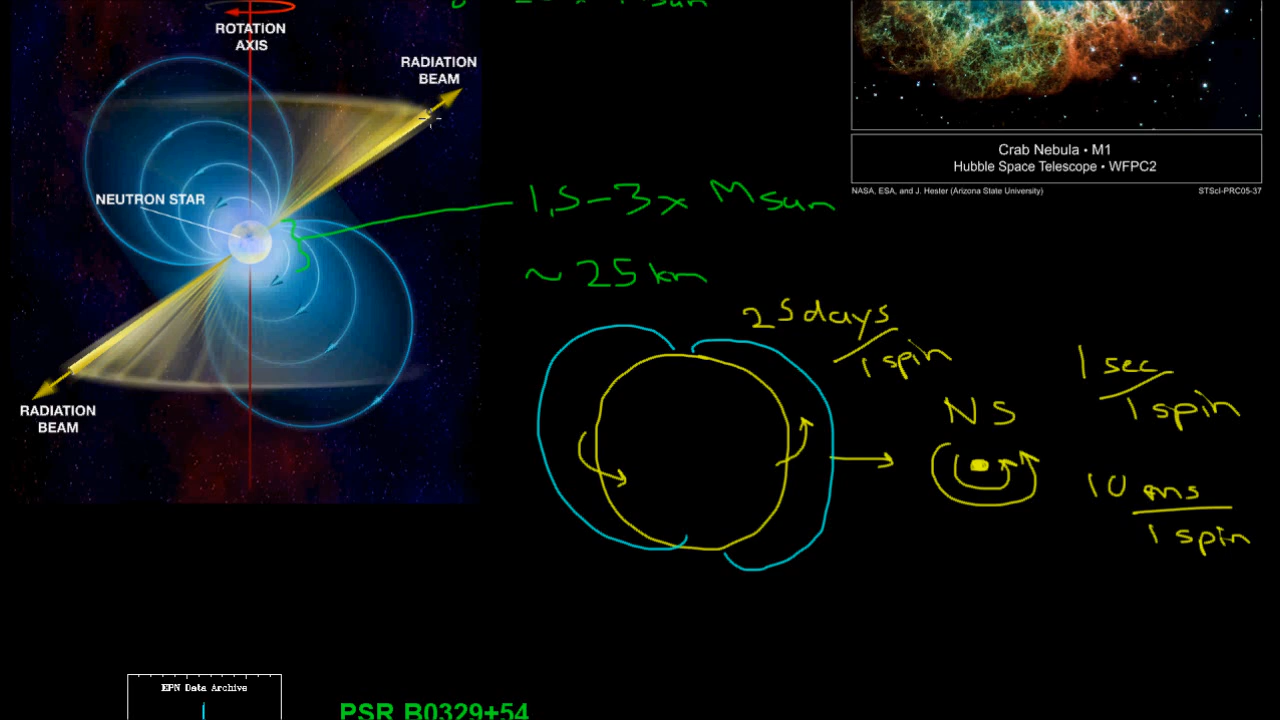 ROTATION
AXIS
RADIATION
BEAM
NEUTRON STAR
RADIATION
BEAM
Crab Nebula • M1
Hubble Space Telescope • WFPC2
NASA, ESA, and J. Hester (Arizona State University)
STScI-PRC05-37
1,5-3x Msun
~25 km
25 days
1 spin
NS
1 sec
1 spin
10 ms
1 spin
EPN Data Archive
PSR B0329+54